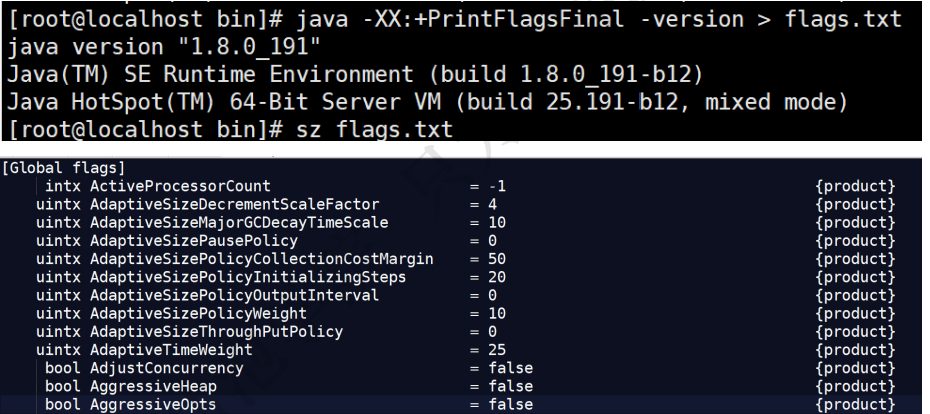 [root@localhost bin]# java -XX:+PrintFlagsFinal -version > flags.txt
java version "1.8.0_191"
Java(TM) SE Runtime Environment (build 1.8.0_191-b12)
Java HotSpot(TM) 64-Bit Server VM (build 25.191-b12, mixed mode)
[root@localhost bin]# sz flags.txt
[Global flags]
intx ActiveProcessorCount = -1 {product}
uintx AdaptiveSizeDecrementScaleFactor = 4 {product}
uintx AdaptiveSizeMajorGCDecayTimeScale = 10 {product}
uintx AdaptiveSizePausePolicy = 0 {product}
uintx AdaptiveSizePolicyCollectionCostMargin = 50 {product}
uintx AdaptiveSizePolicyInitializingSteps = 20 {product}
uintx AdaptiveSizePolicyOutputInterval = 0 {product}
uintx AdaptiveSizePolicyWeight = 10 {product}
uintx AdaptiveSizeThroughPutPolicy = 0 {product}
uintx AdaptiveTimeWeight = 25 {product}
bool AdjustConcurrency = false {product}
bool AggressiveHeap = false {product}
bool AggressiveOpts = false {product}